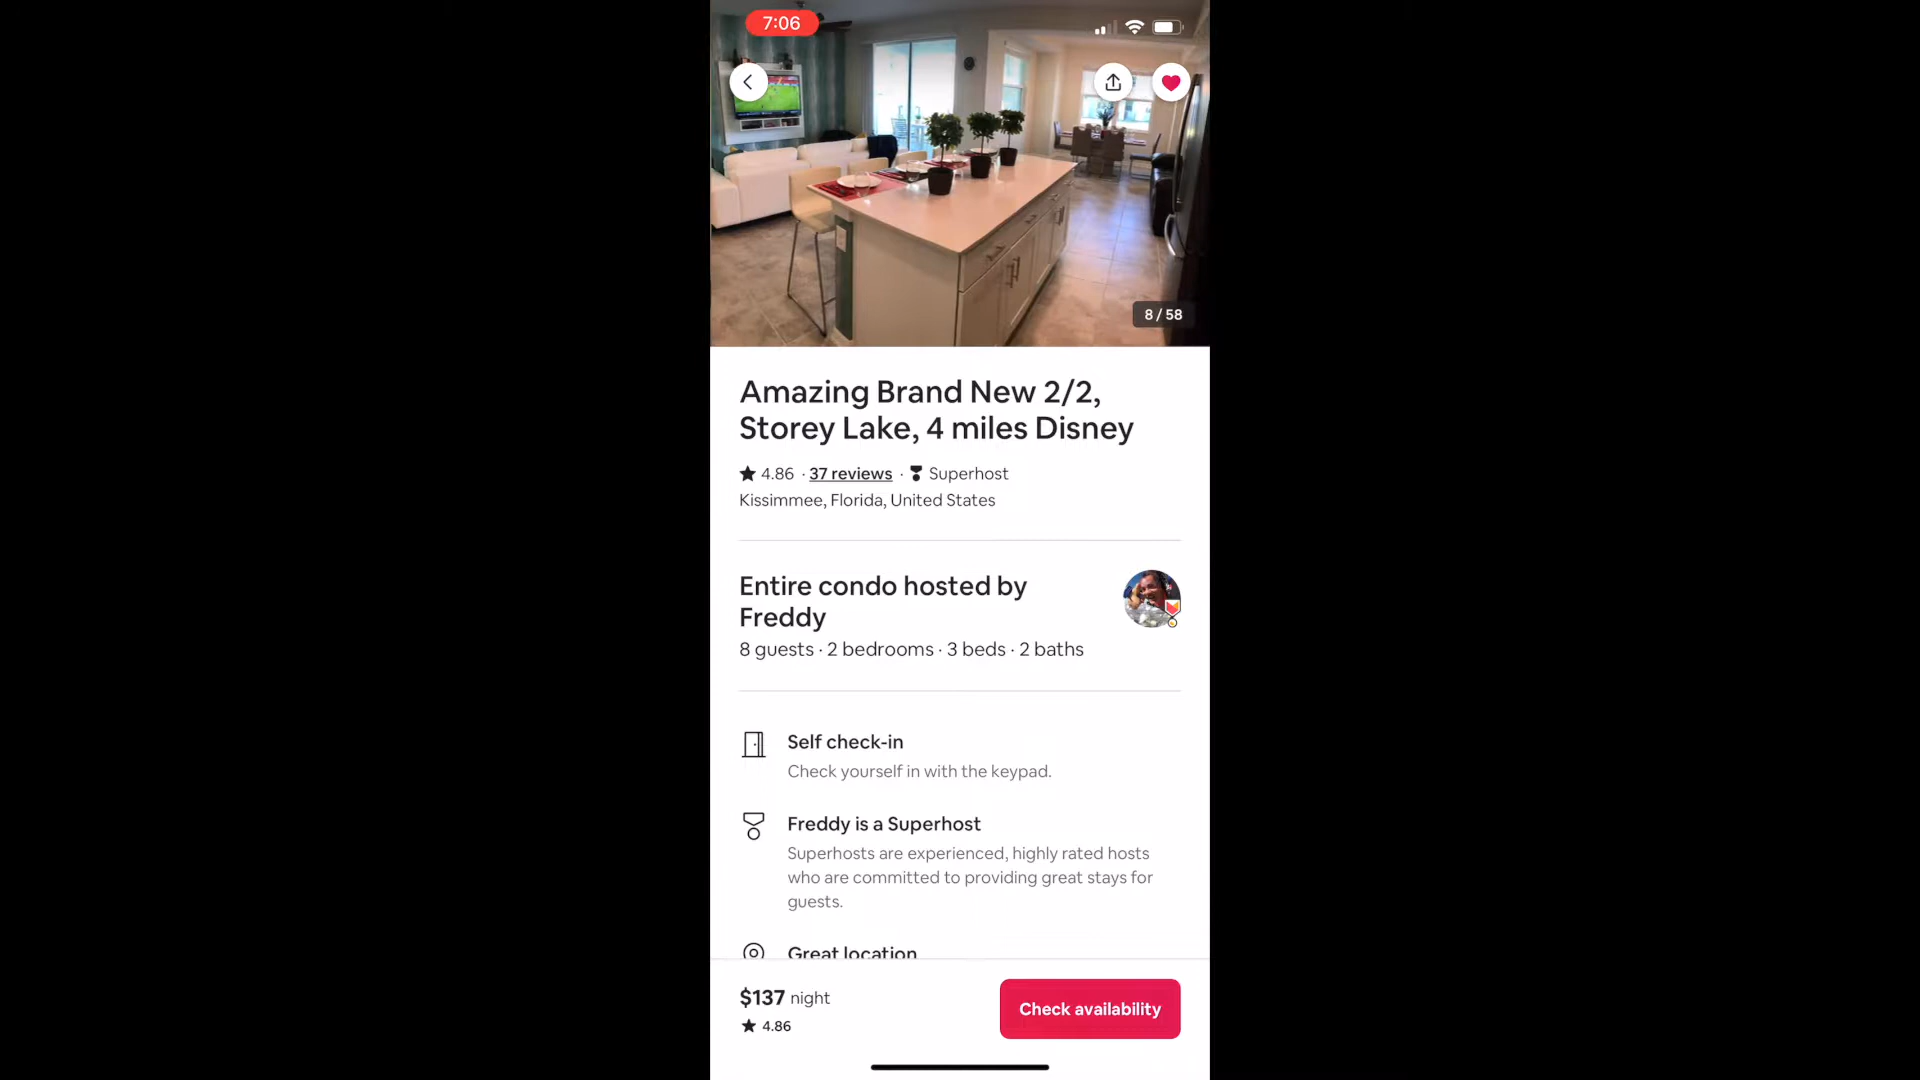 7:06
8 / 58
Amazing Brand New 2/2,
Storey Lake, 4 miles Disney
4.86 · 37 reviews · Superhost
Kissimmee, Florida, United States
Entire condo hosted by
Freddy
8 guests · 2 bedrooms · 3 beds · 2 baths
Self check-in
Check yourself in with the keypad.
Freddy is a Superhost
Superhosts are experienced, highly rated hosts
who are committed to providing great stays for
guests.
Great location
$137 night
4.86
Check availability